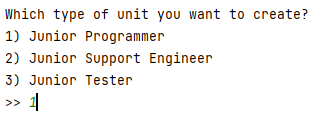 Which type of unit you want to create?
1) Junior Programmer
2) Junior Support Engineer
3) Junior Tester
>> 1